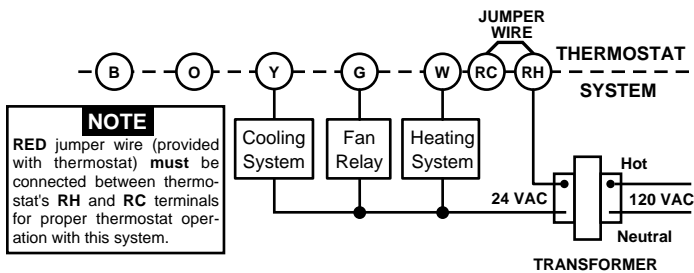 JUMPER
WIRE
THERMOSTAT
B O Y G W RC RH
SYSTEM
NOTE
RED jumper wire (provided
with thermostat) must be
connected between thermo-
stat's RH and RC terminals
for proper thermostat oper-
ation with this system.
Cooling
System
Fan
Relay
Heating
System
Hot
24 VAC
120 VAC
Neutral
TRANSFORMER